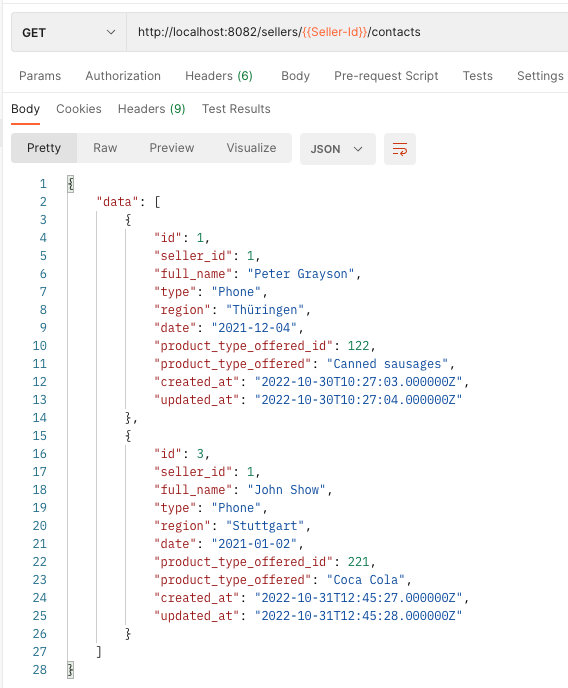 GET http://localhost:8082/sellers/{{Seller-Id}}/contacts
Params Authorization Headers (6) Body Pre-request Script Tests Settings
Body Cookies Headers (9) Test Results
Pretty Raw Preview Visualize JSON
1 {
2 "data": [
3 {
4 "id": 1,
5 "seller_id": 1,
6 "full_name": "Peter Grayson",
7 "type": "Phone",
8 "region": "Thüringen",
9 "date": "2021-12-04",
10 "product_type_offered_id": 122,
11 "product_type_offered": "Canned sausages",
12 "created_at": "2022-10-30T10:27:03.000000Z",
13 "updated_at": "2022-10-30T10:27:04.000000Z"
14 },
15 {
16 "id": 3,
17 "seller_id": 1,
18 "full_name": "John Show",
19 "type": "Phone",
20 "region": "Stuttgart",
21 "date": "2021-01-02",
22 "product_type_offered_id": 221,
23 "product_type_offered": "Coca Cola",
24 "created_at": "2022-10-31T12:45:27.000000Z",
25 "updated_at": "2022-10-31T12:45:28.000000Z"
26 }
27 ]
28 }